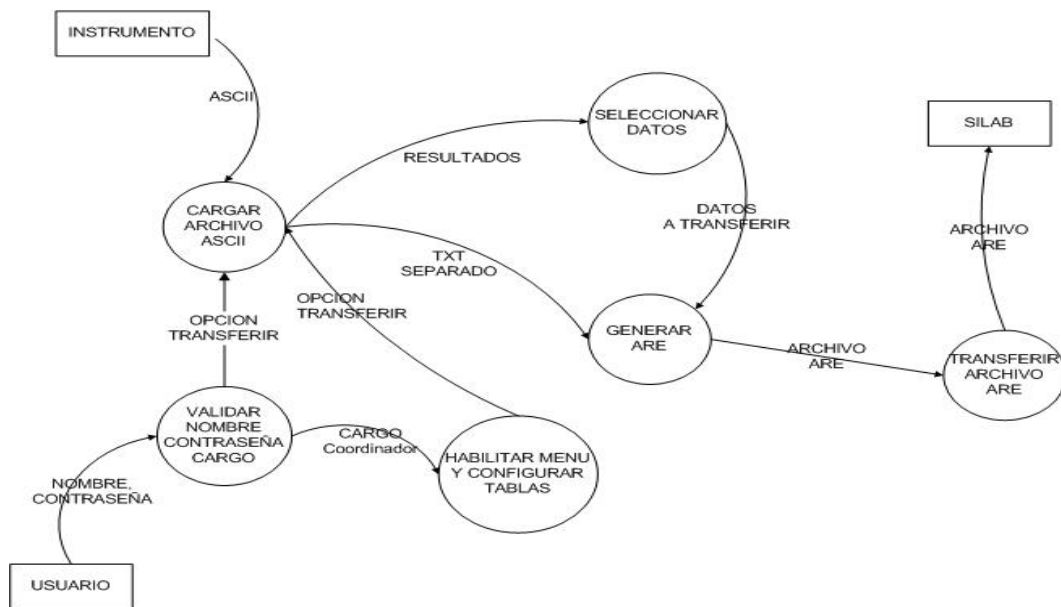 INSTRUMENTO
ASCII
SELECCIONAR
DATOS
SILAB
RESULTADOS
CARGAR
ARCHIVO
ASCII
DATOS
A TRANSFERIR
TXT
SEPARADO
ARCHIVO
ARE
OPCION
TRANSFERIR
OPCION
TRANSFERIR
GENERAR
ARE
ARCHIVO
ARE
TRANSFERIR
ARCHIVO
ARE
VALIDAR
NOMBRE
CONTRASEÑA
CARGO
CARGO
Coordinador
HABILITAR MENU
Y CONFIGURAR
TABLAS
NOMBRE,
CONTRASEÑA
USUARIO